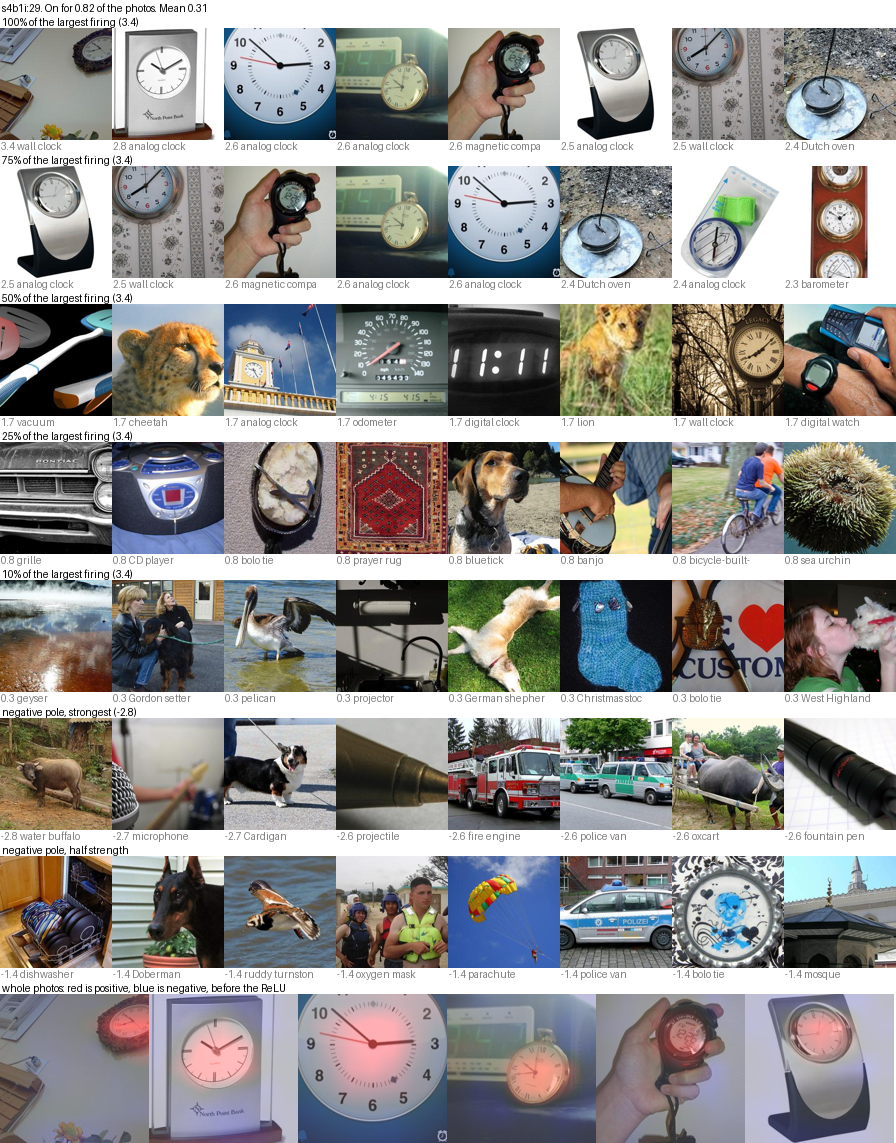 s4b1i:29. On for 0.82 of the photos. Mean 0.31
100% of the largest firing (3.4)
3.4 wall clock
2.8 analog clock
2.6 analog clock
2.6 analog clock
2.6 magnetic compa
2.5 analog clock
2.5 wall clock
2.4 Dutch oven
75% of the largest firing (3.4)
2.5 analog clock
2.5 wall clock
2.6 magnetic compa
2.6 analog clock
2.6 analog clock
2.4 Dutch oven
2.4 analog clock
2.3 barometer
50% of the largest firing (3.4)
LEGACY
11:11
1.7 vacuum
1.7 cheetah
1.7 analog clock
1.7 odometer
1.7 digital clock
1.7 lion
1.7 wall clock
1.7 digital watch
25% of the largest firing (3.4)
PONTIAC
0.8 grille
0.8 CD player
0.8 bolo tie
0.8 prayer rug
0.8 bluetick
0.8 banjo
0.8 bicycle-built-
0.8 sea urchin
10% of the largest firing (3.4)
CUSTOM
0.3 geyser
0.3 Gordon setter
0.3 pelican
0.3 projector
0.3 German shepher
0.3 Christmas stoc
0.3 bolo tie
0.3 West Highland
negative pole, strongest (-2.8)
-2.8 water buffalo
-2.7 microphone
-2.7 Cardigan
-2.6 projectile
-2.6 fire engine
-2.6 police van
-2.6 oxcart
-2.6 fountain pen
negative pole, half strength
POLIZEI
-1.4 dishwasher
-1.4 Doberman
-1.4 ruddy turnston
-1.4 oxygen mask
-1.4 parachute
-1.4 police van
-1.4 bolo tie
-1.4 mosque
whole photos: red is positive, blue is negative, before the ReLU
North Point Bank